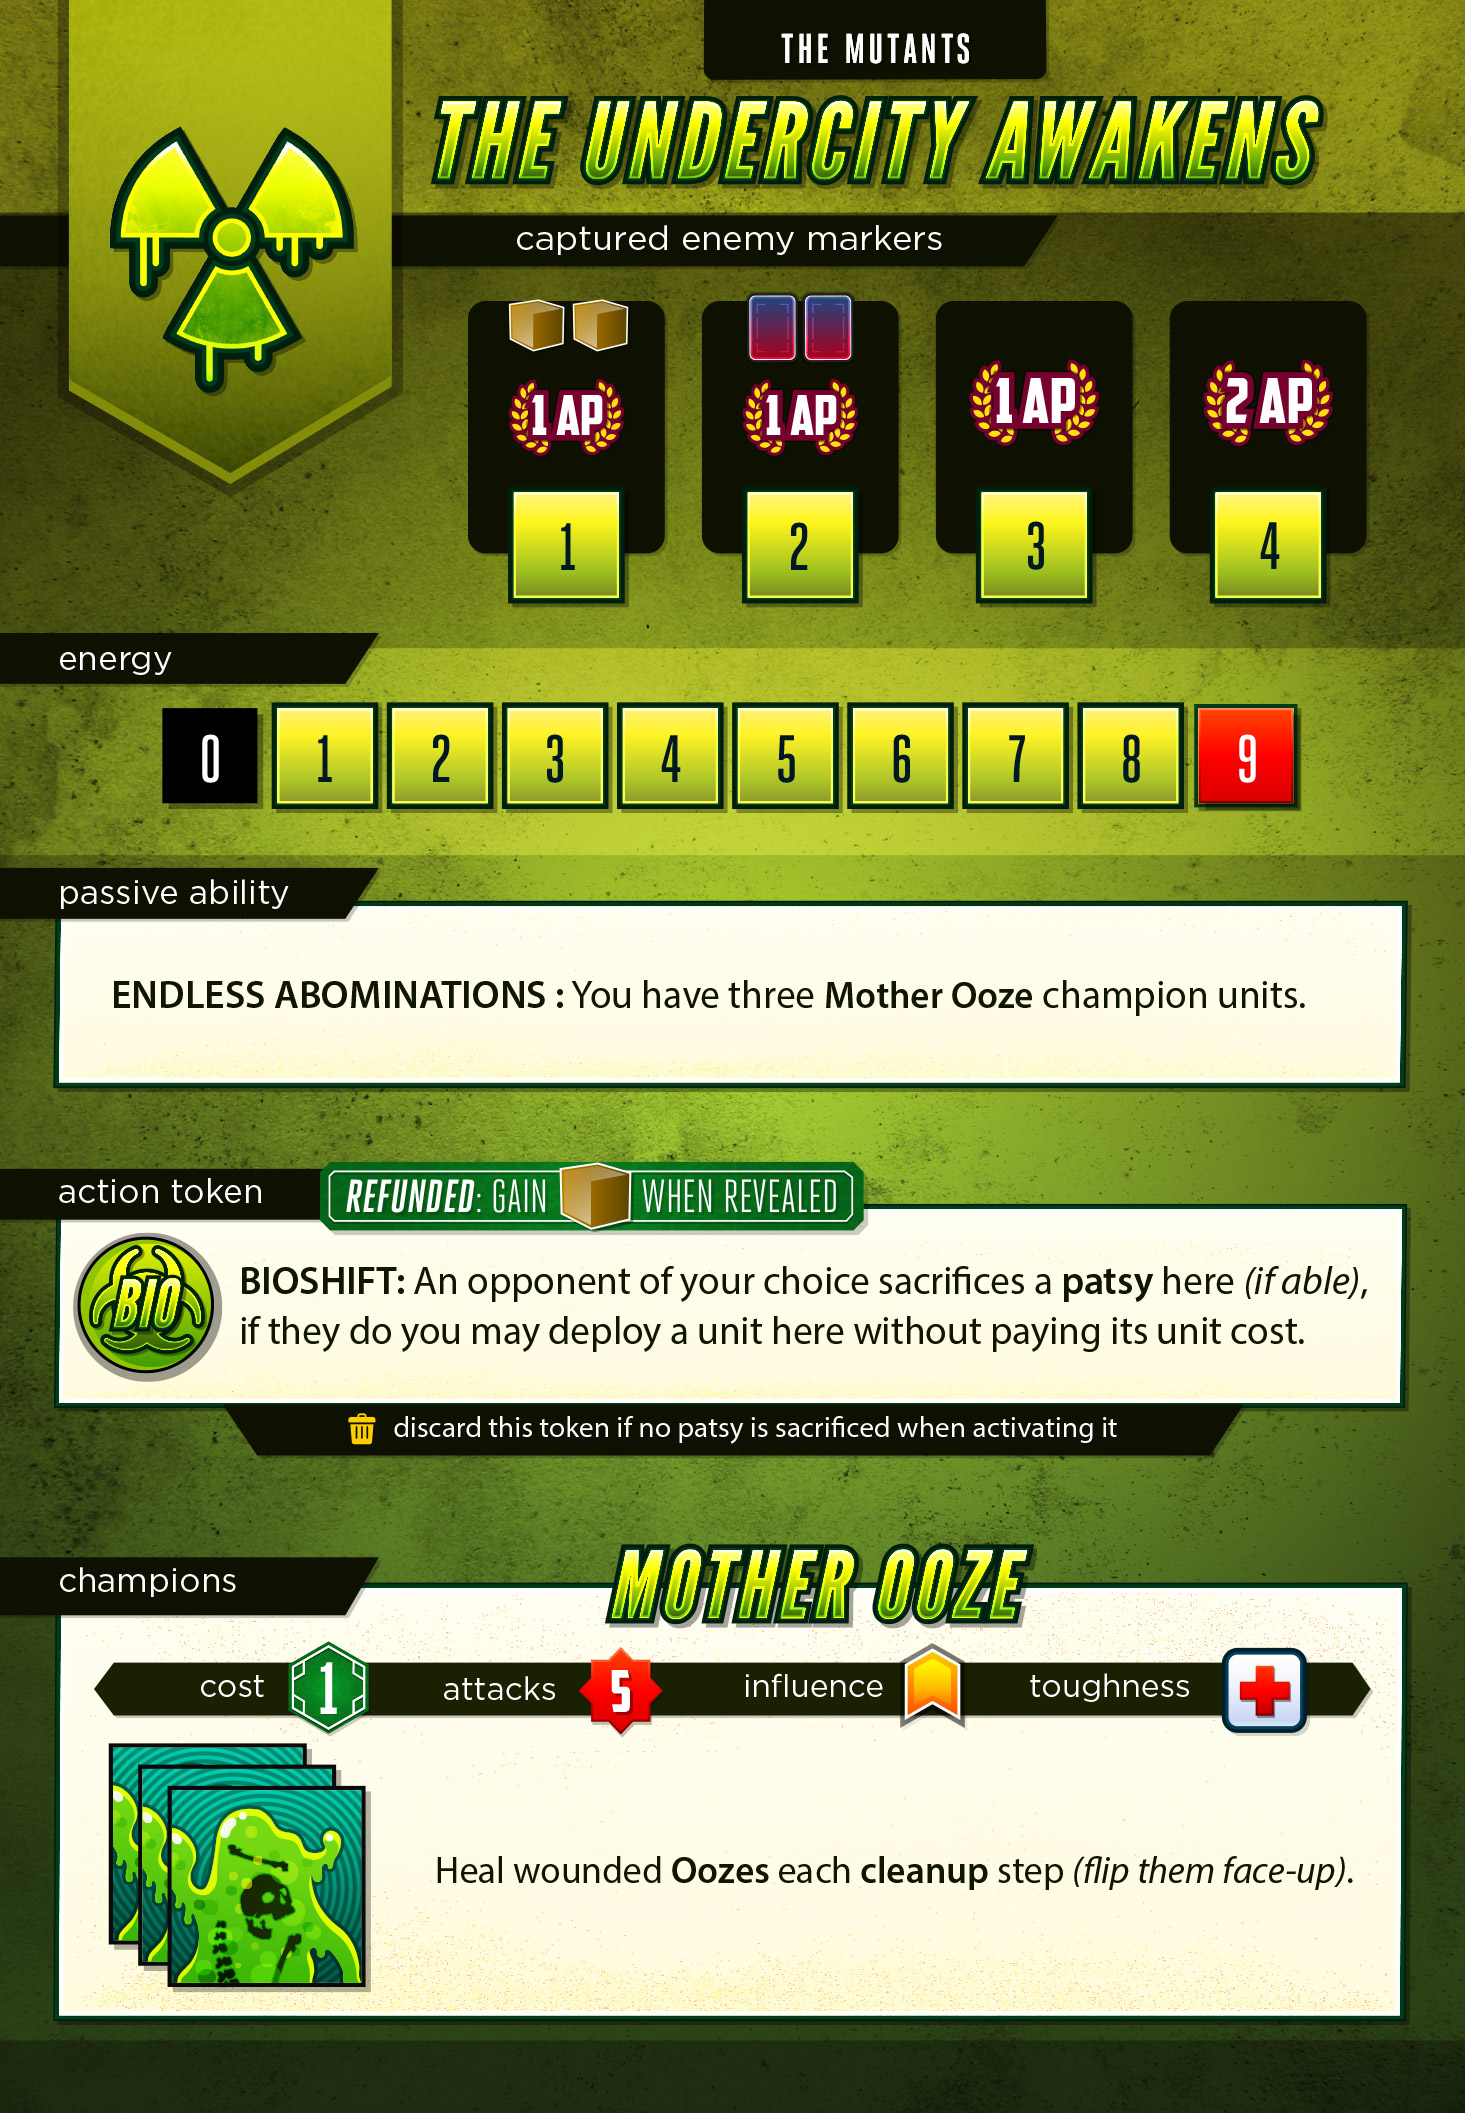 THE MUTANTS
THE UNDERCITY AWAKENS
captured enemy markers
1 AP
1 AP
1 AP
2 AP
1
2
3
4
energy
0 1 2 3 4 5 6 7 8 9
passive ability
ENDLESS ABOMINATIONS : You have three Mother Ooze champion units.
action token
REFUNDED: GAIN WHEN REVEALED
BIO
BIOSHIFT: An opponent of your choice sacrifices a patsy here (if able),
if they do you may deploy a unit here without paying its unit cost.
discard this token if no patsy is sacrificed when activating it
champions
MOTHER OOZE
cost 1 attacks 5 influence toughness
Heal wounded Oozes each cleanup step (flip them face-up).